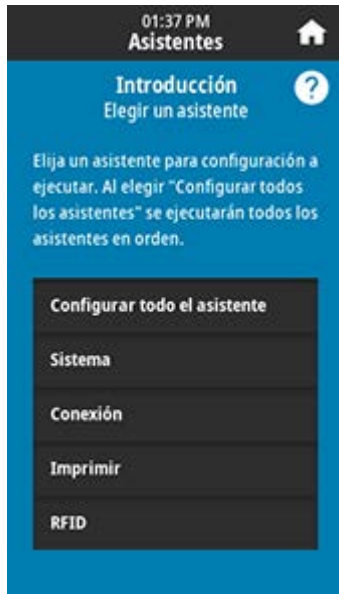 01:37 PM
Asistentes
Introducción
?
Elegir un asistente
Elija un asistente para configuración a
ejecutar. Al elegir "Configurar todos
los asistentes" se ejecutarán todos los
asistentes en orden.
Configurar todo el asistente
Sistema
Conexión
Imprimir
RFID